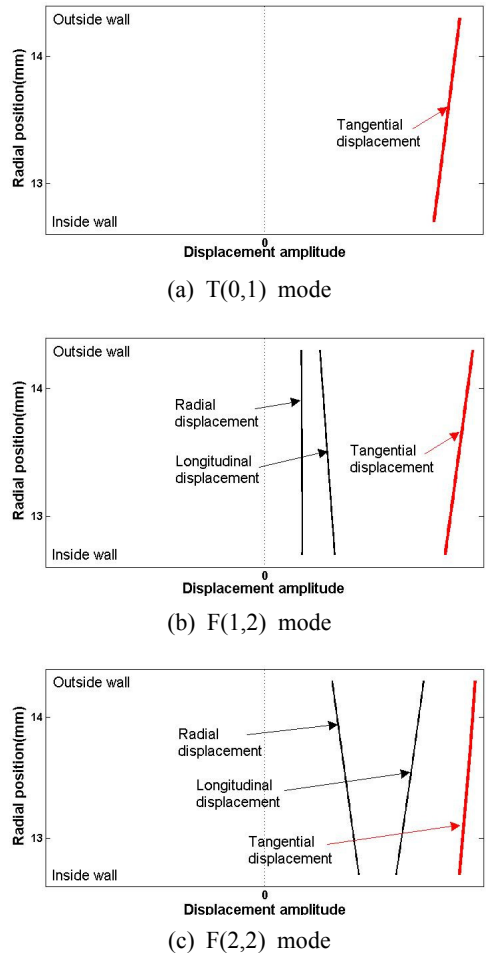 Outside wall
14
Radial position(mm)
Tangential
displacement
13
Inside wall
0
Displacement amplitude
(a) T(0,1) mode
Outside wall
14
Radial position(mm)
Radial
displacement
Longitudinal
displacement
Tangential
displacement
13
Inside wall
0
Displacement amplitude
(b) F(1,2) mode
Outside wall
14
Radial position(mm)
Radial
displacement
Longitudinal
displacement
13
Tangential
displacement
Inside wall
0
Displacement amplitude
(c) F(2,2) mode